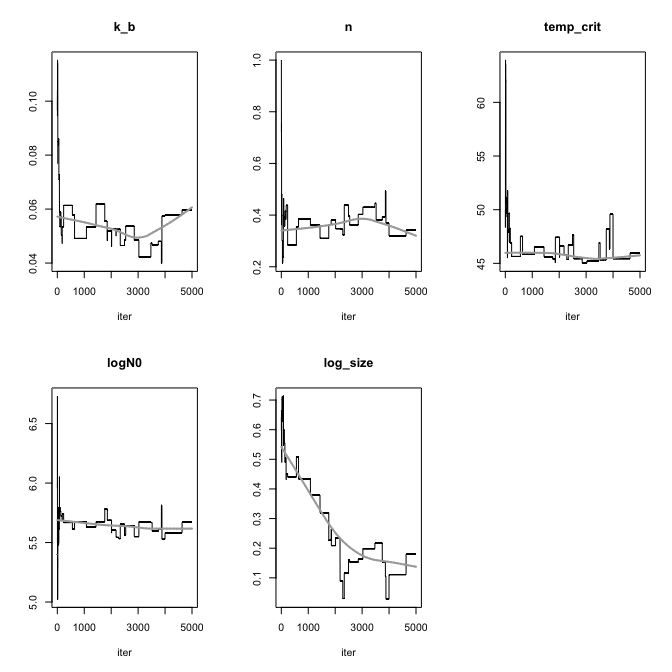 k_b
0.04 0.06 0.08 0.10
0 1000 3000 5000
iter
n
0.2 0.4 0.6 0.8 1.0
0 1000 3000 5000
iter
temp_crit
45 50 55 60
0 1000 3000 5000
iter
logN0
5.0 5.5 6.0 6.5
0 1000 3000 5000
iter
log_size
0.1 0.2 0.3 0.4 0.5 0.6 0.7
0 1000 3000 5000
iter